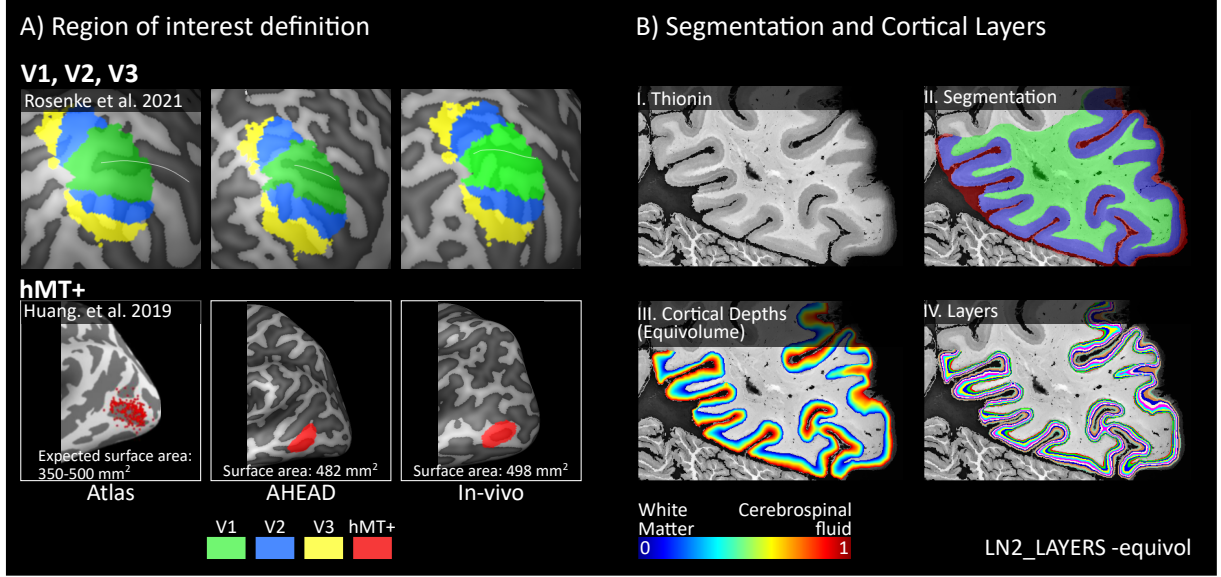 A) Region of interest definition
V1, V2, V3
Rosenke et al. 2021
hMT+
Huang. et al. 2019
Expected surface area:
350-500 mm²
Surface area: 482 mm²
Surface area: 498 mm²
Atlas
AHEAD
In-vivo
V1
V2
V3
hMT+
B) Segmentation and Cortical Layers
I. Thionin
II. Segmentation
III. Cortical Depths
(Equivolume)
IV. Layers
White
Matter
Cerebrospinal
fluid
0
1
LN2_LAYERS -equivol